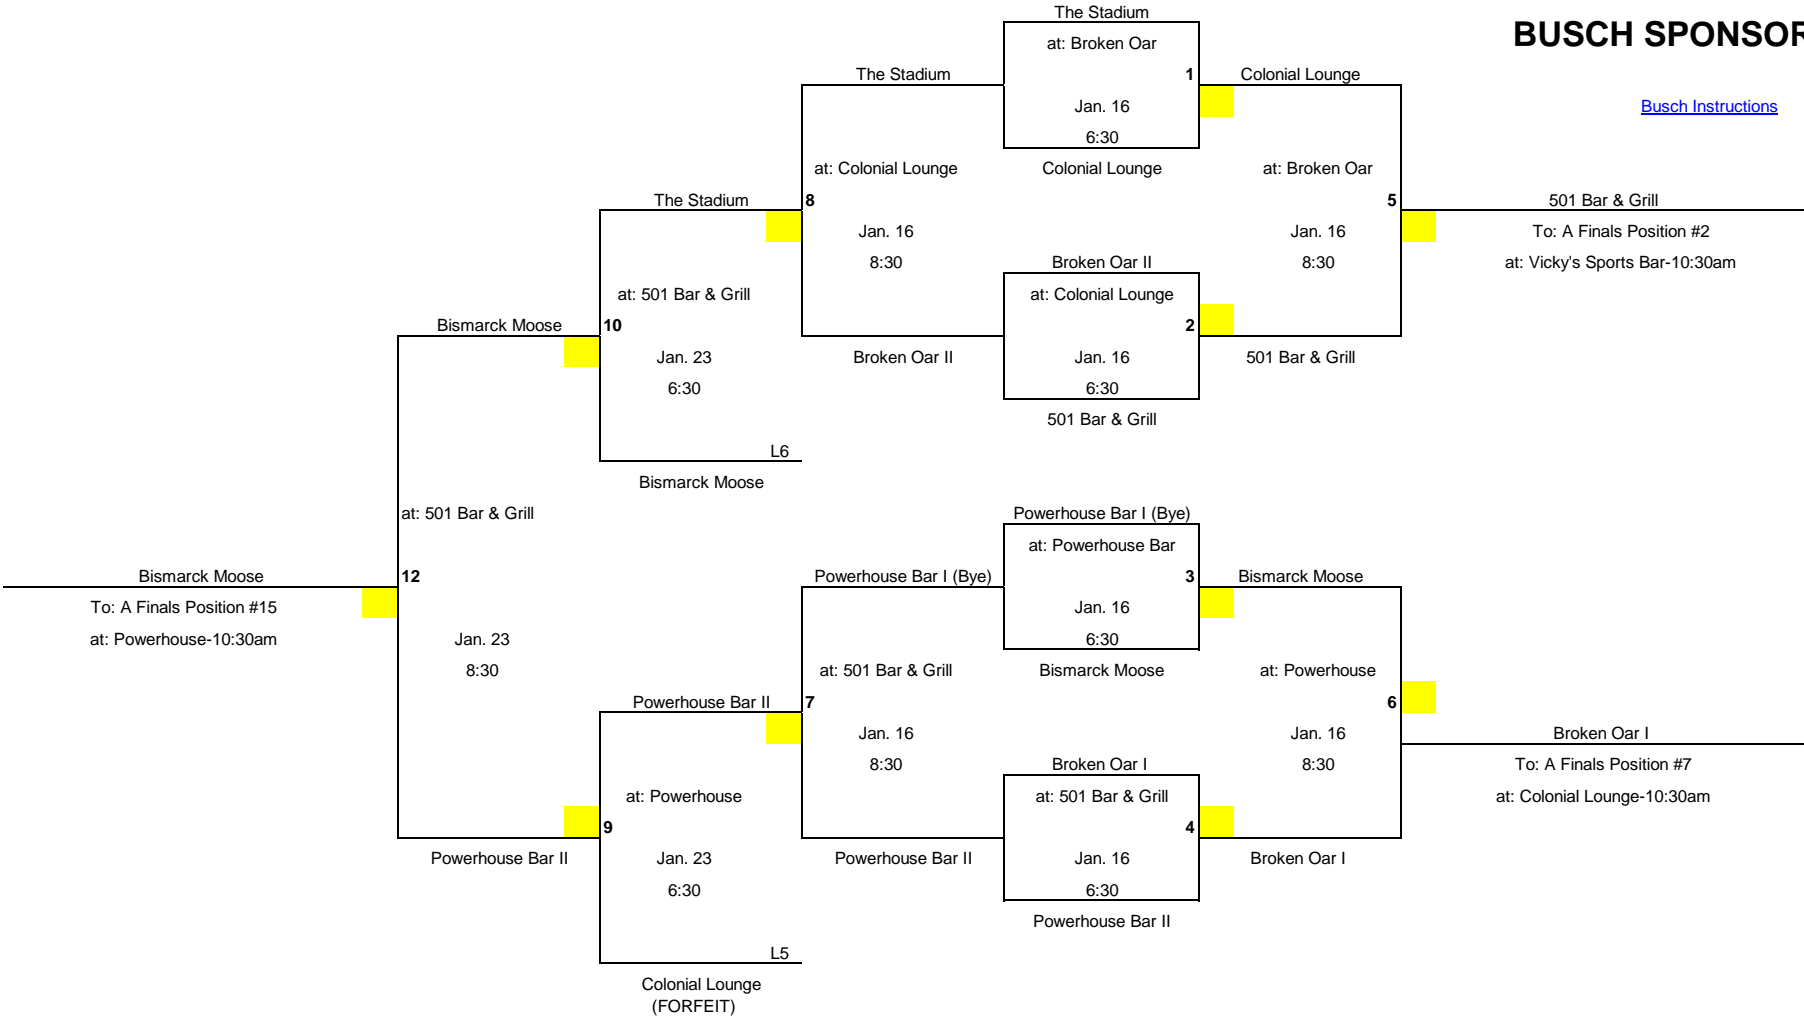 The Stadium
BUSCH SPONSOR
at: Broken Oar
The Stadium
1
Colonial Lounge
Jan. 16
Busch Instructions
6:30
at: Colonial Lounge
Colonial Lounge
at: Broken Oar
The Stadium
8
5
501 Bar & Grill
Jan. 16
Jan. 16
To: A Finals Position #2
8:30
Broken Oar II
8:30
at: Vicky's Sports Bar-10:30am
at: 501 Bar & Grill
at: Colonial Lounge
Bismarck Moose
10
2
Jan. 23
Broken Oar II
Jan. 16
501 Bar & Grill
6:30
6:30
501 Bar & Grill
L6
Bismarck Moose
at: 501 Bar & Grill
Powerhouse Bar I (Bye)
at: Powerhouse Bar
Bismarck Moose
12
Powerhouse Bar I (Bye)
3
Bismarck Moose
To: A Finals Position #15
Jan. 16
at: Powerhouse-10:30am
Jan. 23
6:30
8:30
at: 501 Bar & Grill
Bismarck Moose
at: Powerhouse
Powerhouse Bar II
7
6
Jan. 16
Jan. 16
Broken Oar I
8:30
Broken Oar I
8:30
To: A Finals Position #7
at: Powerhouse
at: 501 Bar & Grill
at: Colonial Lounge-10:30am
9
4
Powerhouse Bar II
Jan. 23
Powerhouse Bar II
Jan. 16
Broken Oar I
6:30
6:30
Powerhouse Bar II
L5
Colonial Lounge
(FORFEIT)